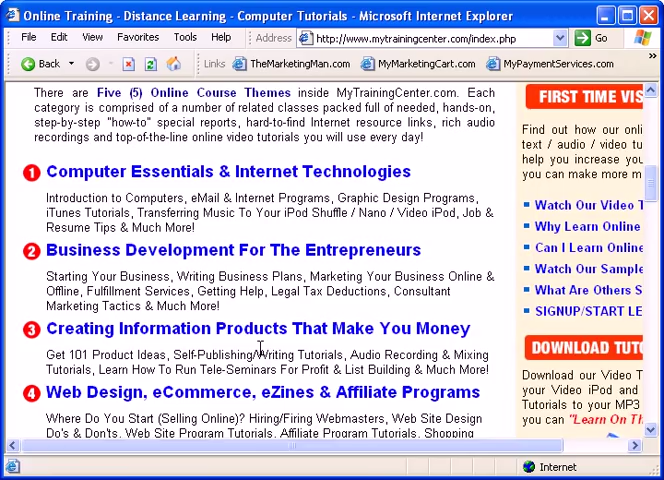 Online Training - Distance Learning - Computer Tutorials - Microsoft Internet Explorer
File Edit View Favorites Tools Help Address http://www.mytrainingcenter.com/index.php Go
Back Links TheMarketingMan.com MyMarketingCart.com MyPaymentServices.com
There are Five (5) Online Course Themes inside MyTrainingCenter.com. Each
category is comprised of a number of related classes packed full of needed, hands-on,
step-by-step "how-to" special reports, hard-to-find Internet resource links, rich audio
recordings and top-of-the-line online video tutorials you will use every day!
1 Computer Essentials & Internet Technologies
Introduction to Computers, eMail & Internet Programs, Graphic Design Programs,
iTunes Tutorials, Transferring Music To Your iPod Shuffle / Nano / Video iPod, Job &
Resume Tips & Much More!
2 Business Development For The Entrepreneurs
Starting Your Business, Writing Business Plans, Marketing Your Business Online &
Offline, Fulfillment Services, Getting Help, Legal Tax Deductions, Consultant
Marketing Tactics & Much More!
3 Creating Information Products That Make You Money
Get 101 Product Ideas, Self-Publishing/Writing Tutorials, Audio Recording & Mixing
Tutorials, Learn How To Run Tele-Seminars For Profit & List Building & Much More!
4 Web Design, eCommerce, eZines & Affiliate Programs
Where Do You Start (Selling Online)? Hiring/Firing Webmasters, Web Site Design
Do's & Don'ts, Web Site Program Tutorials, Affiliate Program Tutorials, Shopping
FIRST TIME VIS
Find out how our onli
text / audio / video tu
help you increase you
you can make more m
Watch Our Video T
Why Learn Online
Can I Learn Online
Watch Our Sample
What Are Others S
SIGNUP/START LE
DOWNLOAD TUT
Download our Video T
your Video iPod and
Tutorials to your MP3
you can "Learn On Th
Internet